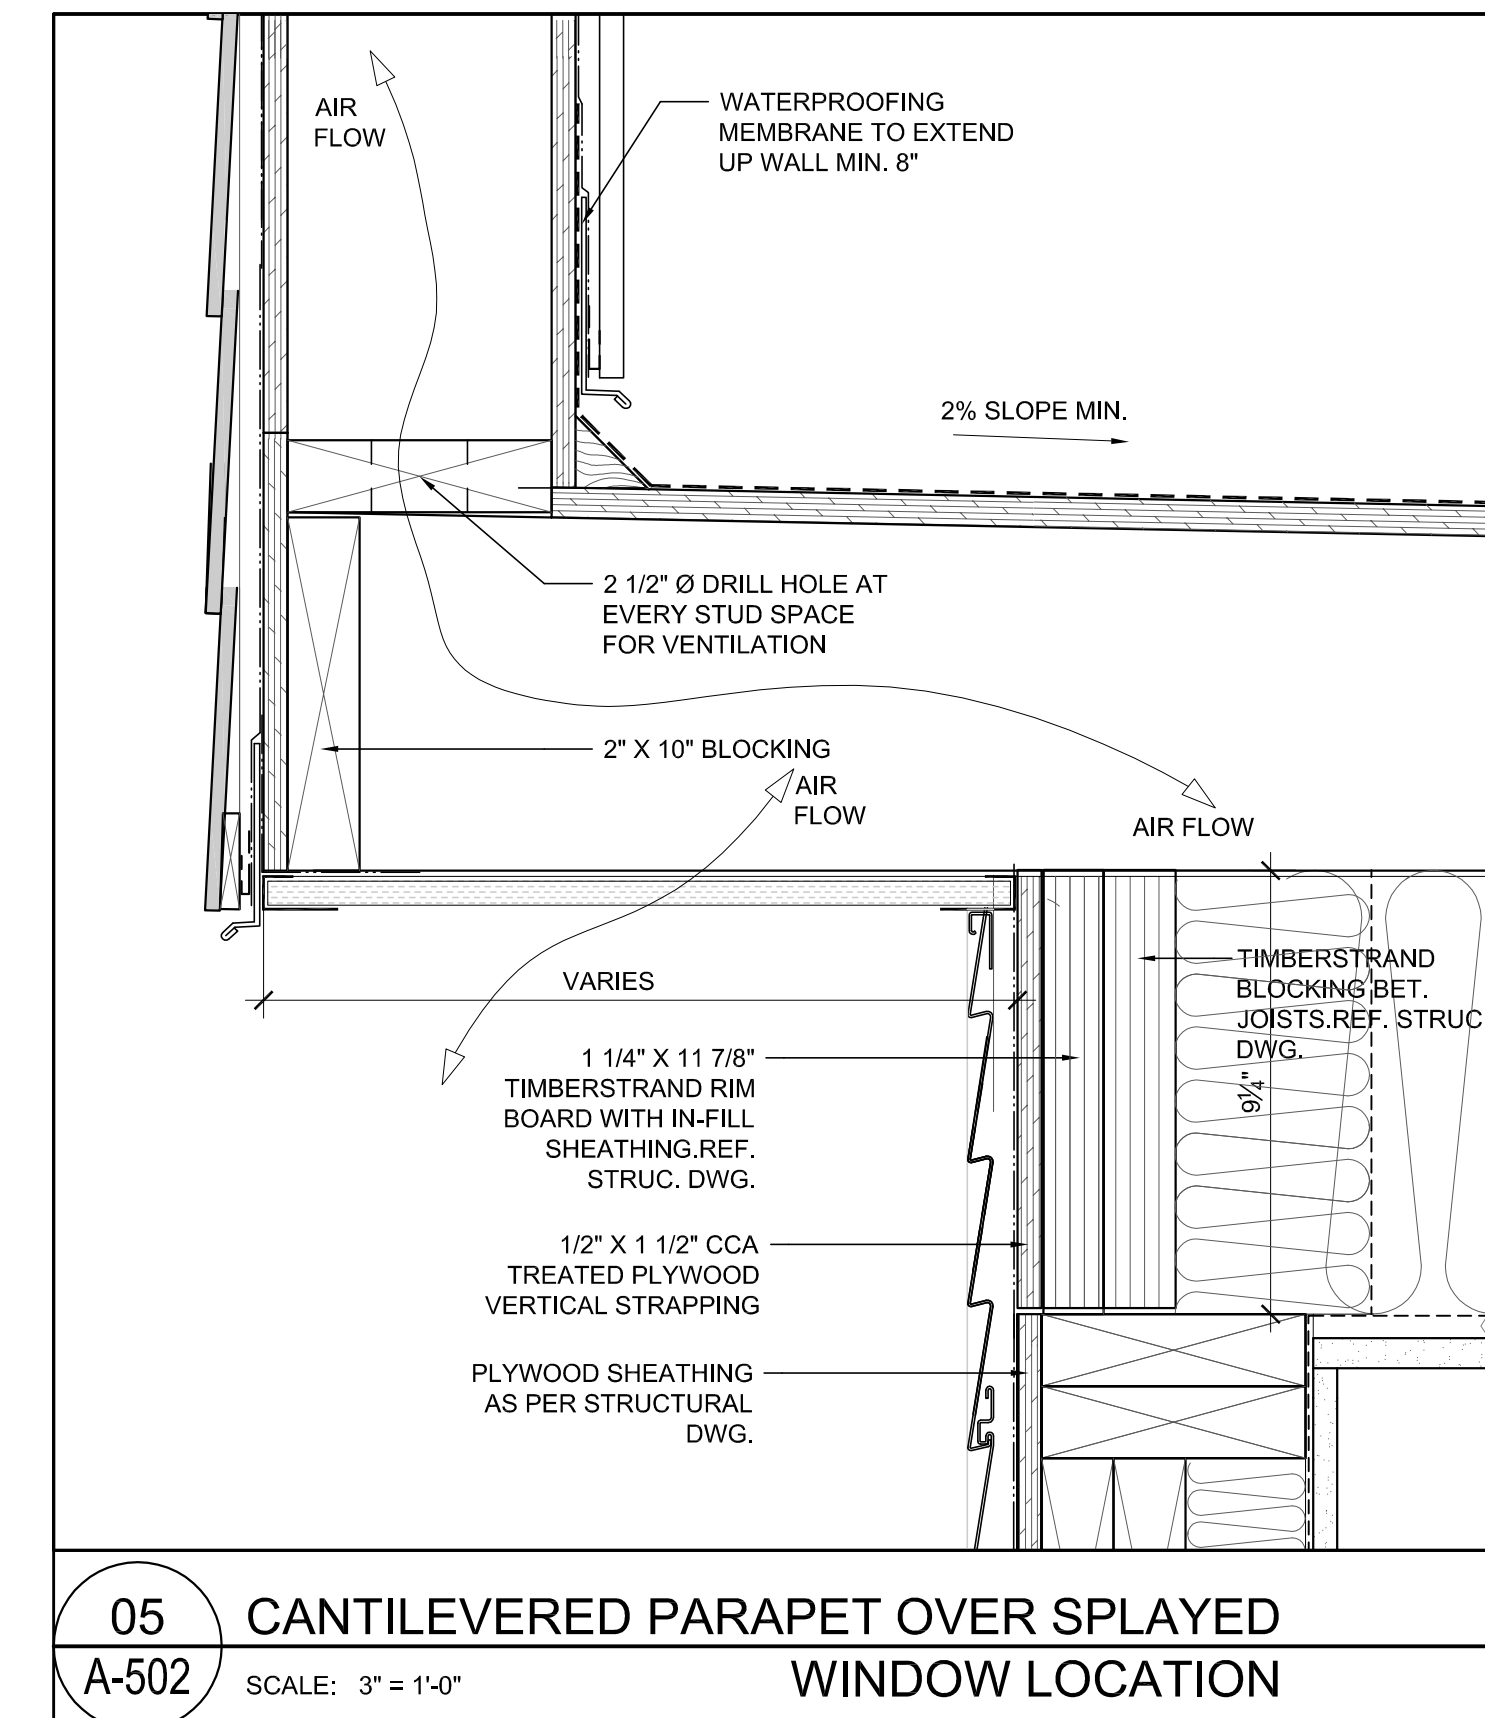 AIR
FLOW
WATERPROOFING
MEMBRANE TO EXTEND
UP WALL MIN. 8"
2% SLOPE MIN.
2 1/2" Ø DRILL HOLE AT
EVERY STUD SPACE
FOR VENTILATION
2" X 10" BLOCKING
AIR
FLOW
AIR FLOW
VARIES
TIMBERSTRAND
BLOCKING BET.
JOISTS.REF. STRUC
DWG.
9¼"
1 1/4" X 11 7/8"
TIMBERSTRAND RIM
BOARD WITH IN-FILL
SHEATHING.REF.
STRUC. DWG.
1/2" X 1 1/2" CCA
TREATED PLYWOOD
VERTICAL STRAPPING
PLYWOOD SHEATHING
AS PER STRUCTURAL
DWG.
05
A-502
CANTILEVERED PARAPET OVER SPLAYED
WINDOW LOCATION
SCALE: 3" = 1'-0"